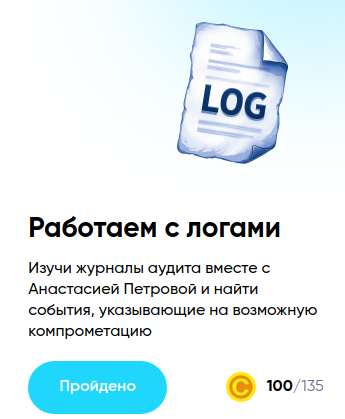 LOG
Работаем с логами
Изучи журналы аудита вместе с
Анастасией Петровой и найти
события, указывающие на возможную
компрометацию
Пройдено
C 100/135